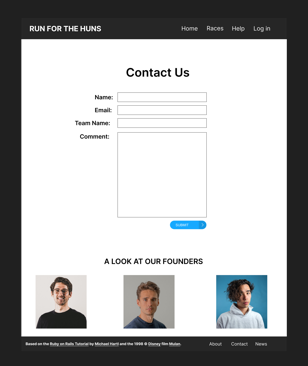 RUN FOR THE HUNS
Home Races Help Log in
Contact Us
Name:
Email:
Team Name:
Comment:
SUBMIT
A LOOK AT OUR FOUNDERS
Based on the Ruby on Rails Tutorial by Michael Hartl and the 1998 © Disney film Mulan. About Contact News